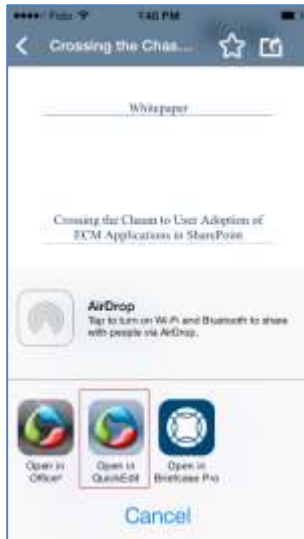 1:40 PM
Crossing the Chas...
Whitepaper
Crossing the Chasm to User Adoption of
ECM Applications in SharePoint
AirDrop
Tap to turn on Wi-Fi and Bluetooth to share
with people via AirDrop.
Open in
Office²
Open in
QuickEdit
Open in
Briefcase Pro
Cancel